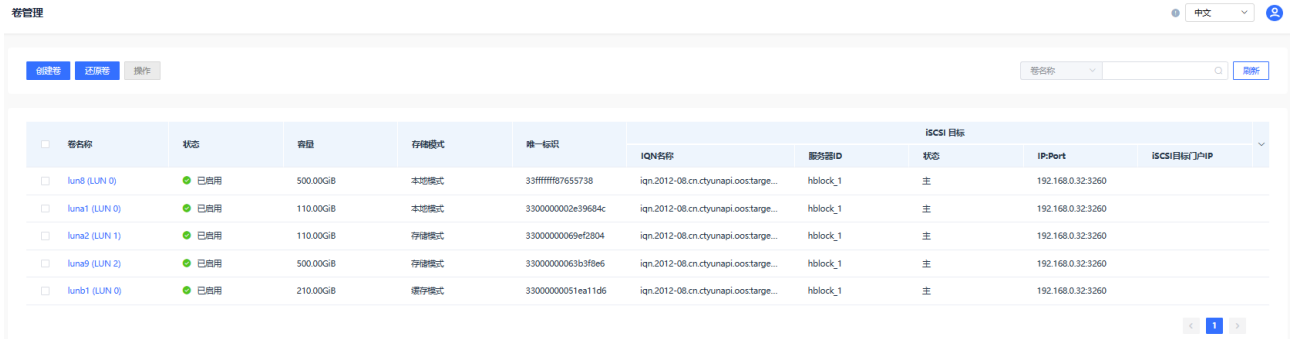 卷管理
中文
创建卷 还原卷 操作 卷名称 刷新
iSCSI 目标
卷名称 状态 容量 存储模式 唯一标识
IQN名称 服务器ID 状态 IP:Port iSCSI目标门户IP
lun8 (LUN 0) 已启用 500.00GiB 本地模式 33fffffff87655738 iqn.2012-08.cn.ctyunapi.oos:targe... hblock_1 主 192.168.0.32:3260
luna1 (LUN 0) 已启用 110.00GiB 本地模式 3300000002e39684c iqn.2012-08.cn.ctyunapi.oos:targe... hblock_1 主 192.168.0.32:3260
luna2 (LUN 1) 已启用 110.00GiB 存储模式 33000000069ef2804 iqn.2012-08.cn.ctyunapi.oos:targe... hblock_1 主 192.168.0.32:3260
luna9 (LUN 2) 已启用 500.00GiB 存储模式 33000000063b3f8e6 iqn.2012-08.cn.ctyunapi.oos:targe... hblock_1 主 192.168.0.32:3260
lunb1 (LUN 0) 已启用 210.00GiB 缓存模式 33000000051ea11d6 iqn.2012-08.cn.ctyunapi.oos:targe... hblock_1 主 192.168.0.32:3260
1